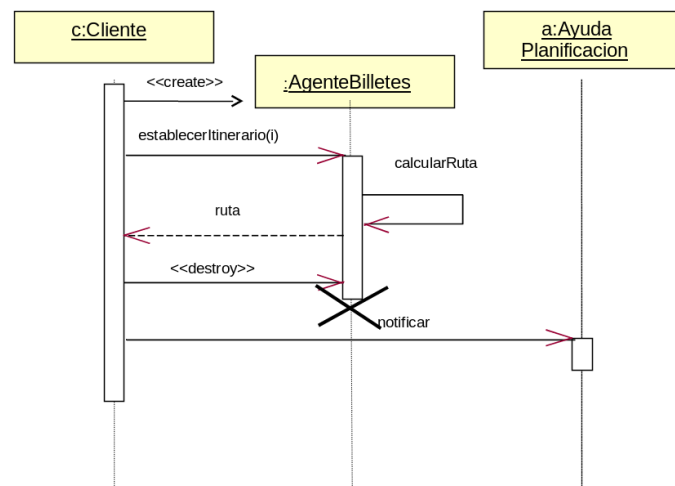 c:Cliente
a:Ayuda
Planificacion
<<create>>
:AgenteBilletes
establecerItinerario(i)
calcularRuta
ruta
<<destroy>>
notificar